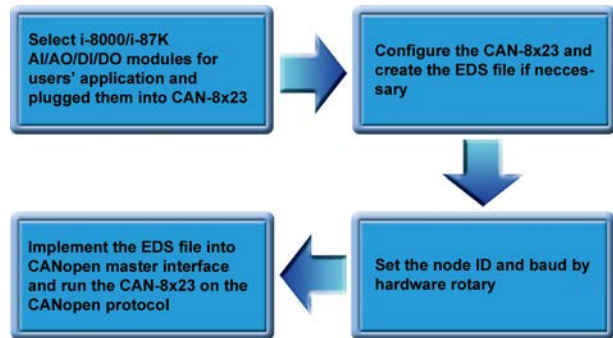 Select i-8000/i-87K
AI/AO/DI/DO modules for
users' application and
plugged them into CAN-8x23
Configure the CAN-8x23 and
create the EDS file if necces-
sary
Set the node ID and baud by
hardware rotary
Implement the EDS file into
CANopen master interface
and run the CAN-8x23 on the
CANopen protocol